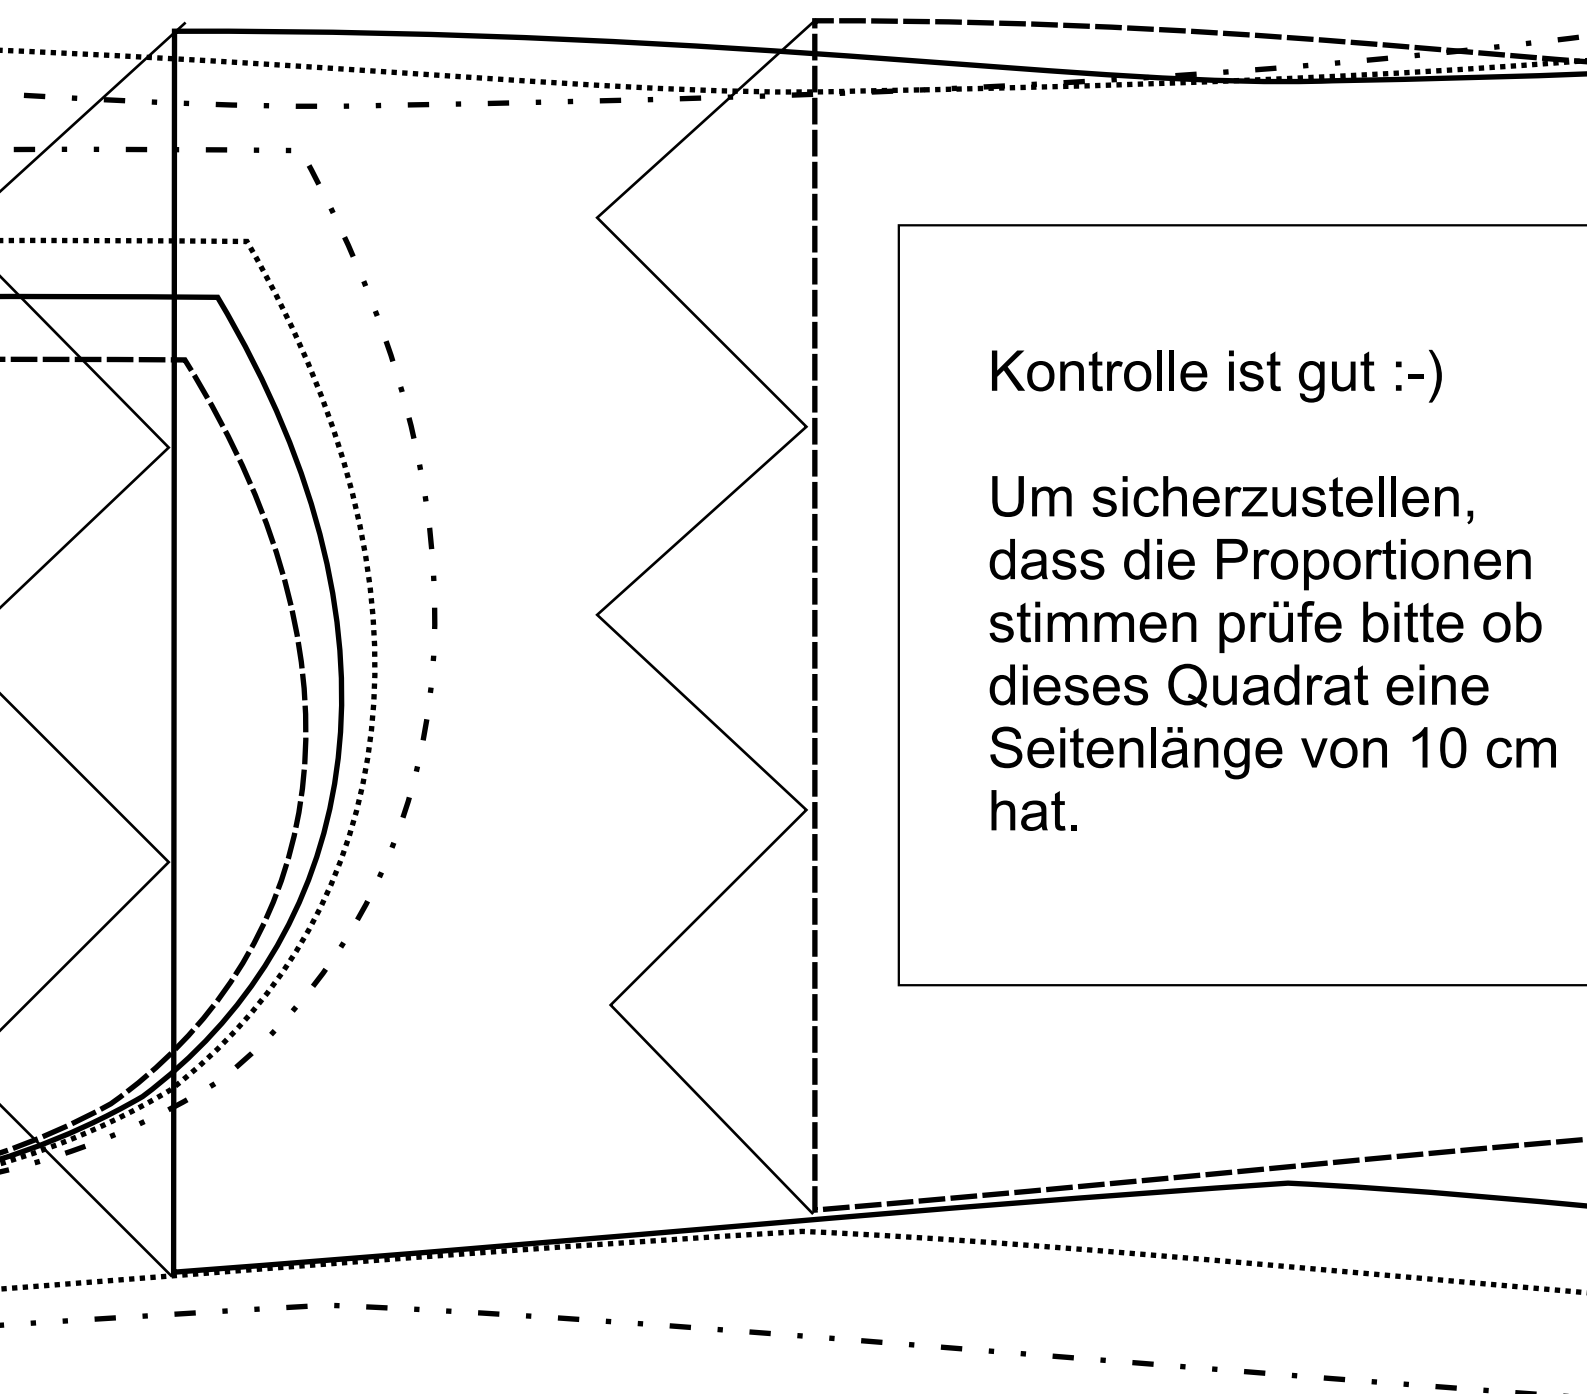 Kontrolle ist gut :-)
Um sicherzustellen,
dass die Proportionen
stimmen prüfe bitte ob
dieses Quadrat eine
Seitenlänge von 10 cm
hat.